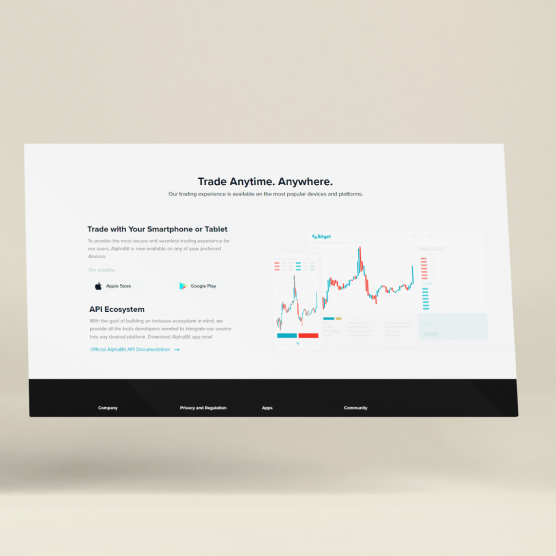 Trade Anytime. Anywhere.
Our trading experience is available on the most popular devices and platforms.
Trade with Your Smartphone or Tablet
To provide the most secure and seamless trading experience for
our users, AlphaBit is now available on any of your preferred
devices.
On mobile
Apple Store
Google Play
Bitget
API Ecosystem
With the goal of building an inclusive ecosystem in mind, we
provide all the tools developers needed to integrate our service
into any desired platform. Download AlphaBit app now!
Official AlphaBit API Documentation →
Company
Privacy and Regulation
Apps
Community